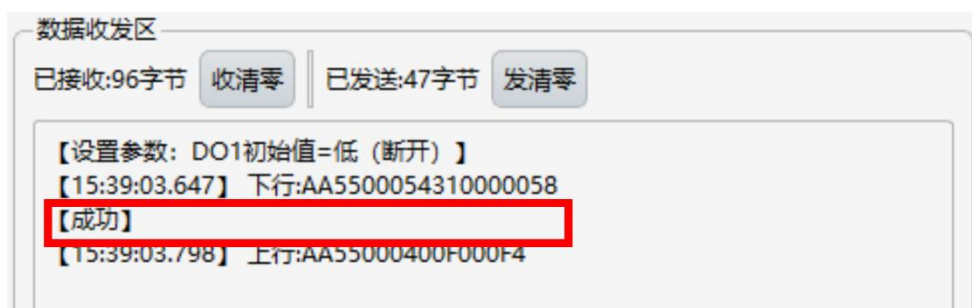 数据收发区
已接收:96字节 收清零 已发送:47字节 发清零
【设置参数：DO1初始值=低（断开）】
【15:39:03.647】 下行:AA5500054310000058
【成功】
【15:39:03.798】 上行:AA55000400F000F4